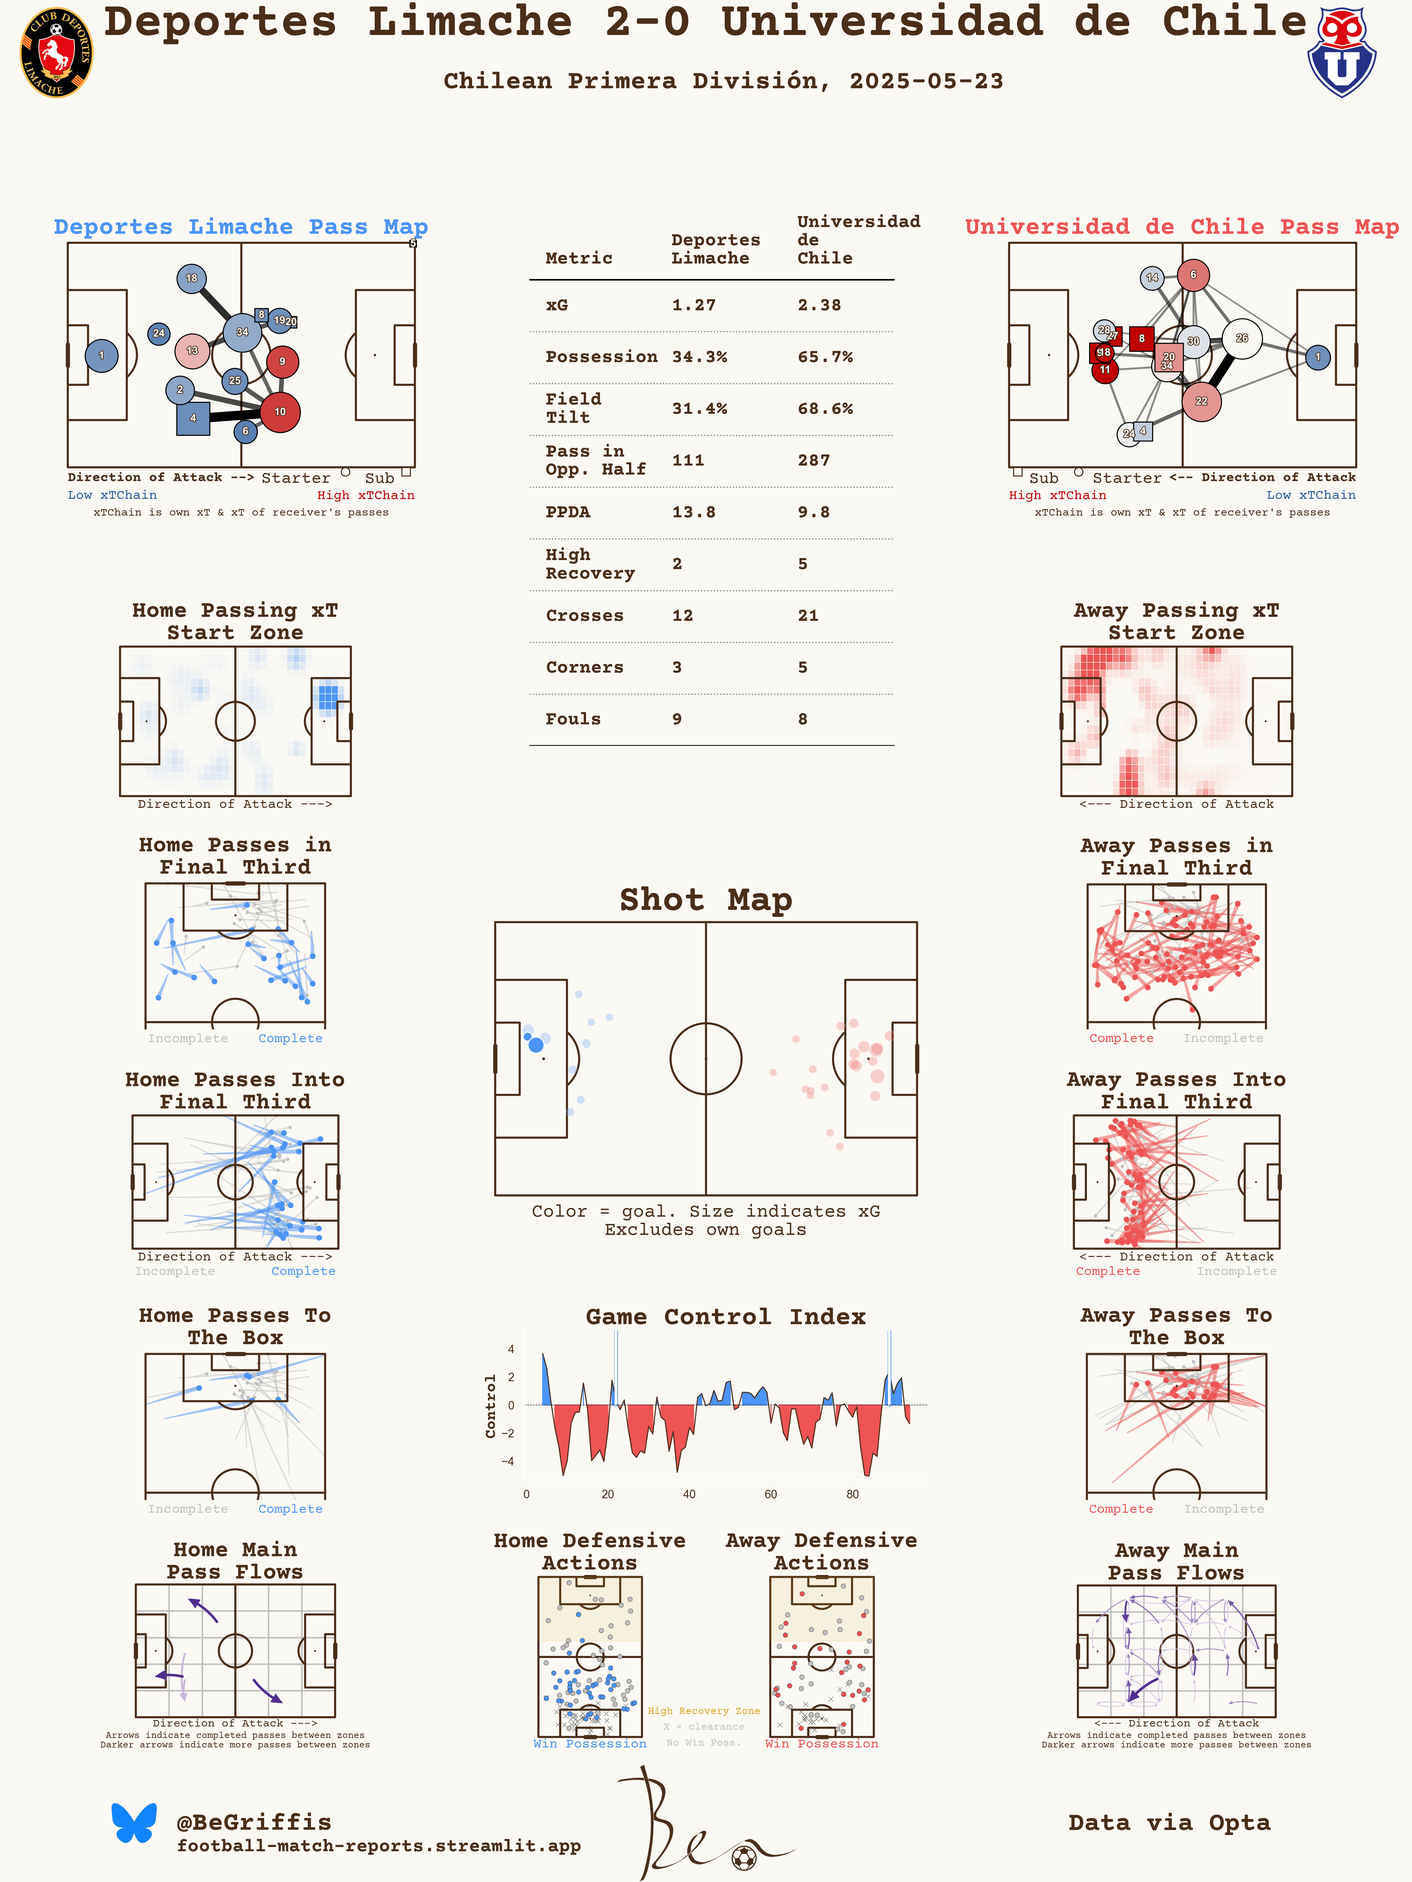 Deportes Limache 2-0 Universidad de Chile
Chilean Primera División, 2025-05-23
CLUB DEPORTES
LIMACHE
U
Deportes Limache Pass Map
5
18
8
19
20
24
34
13
1
9
25
2
4
10
6
Direction of Attack --> Starter Sub
Low xTChain High xTChain
xTChain is own xT & xT of receiver's passes
Metric Deportes Limache Universidad de Chile
xG 1.27 2.38
Possession 34.3% 65.7%
Field Tilt 31.4% 68.6%
Pass in Opp. Half 111 287
PPDA 13.8 9.8
High Recovery 2 5
Crosses 12 21
Corners 3 5
Fouls 9 8
Universidad de Chile Pass Map
14
6
28
27
8
30
26
18
20
34
1
11
22
24
4
Sub Starter <-- Direction of Attack
High xTChain Low xTChain
xTChain is own xT & xT of receiver's passes
Home Passing xT
Start Zone
Direction of Attack --->
Away Passing xT
Start Zone
<--- Direction of Attack
Home Passes in
Final Third
Incomplete Complete
Away Passes in
Final Third
Complete Incomplete
Shot Map
Color = goal. Size indicates xG
Excludes own goals
Home Passes Into
Final Third
Direction of Attack --->
Incomplete Complete
Away Passes Into
Final Third
<--- Direction of Attack
Complete Incomplete
Home Passes To
The Box
Incomplete Complete
Game Control Index
Control
4
2
0
−2
−4
0 20 40 60 80
Away Passes To
The Box
Complete Incomplete
Home Main
Pass Flows
Direction of Attack --->
Arrows indicate completed passes between zones
Darker arrows indicate more passes between zones
Home Defensive
Actions
Win Possession
High Recovery Zone
X = clearance
No Win Poss.
Away Defensive
Actions
Win Possession
Away Main
Pass Flows
<--- Direction of Attack
Arrows indicate completed passes between zones
Darker arrows indicate more passes between zones
@BeGriffis
football-match-reports.streamlit.app
Ben
Data via Opta